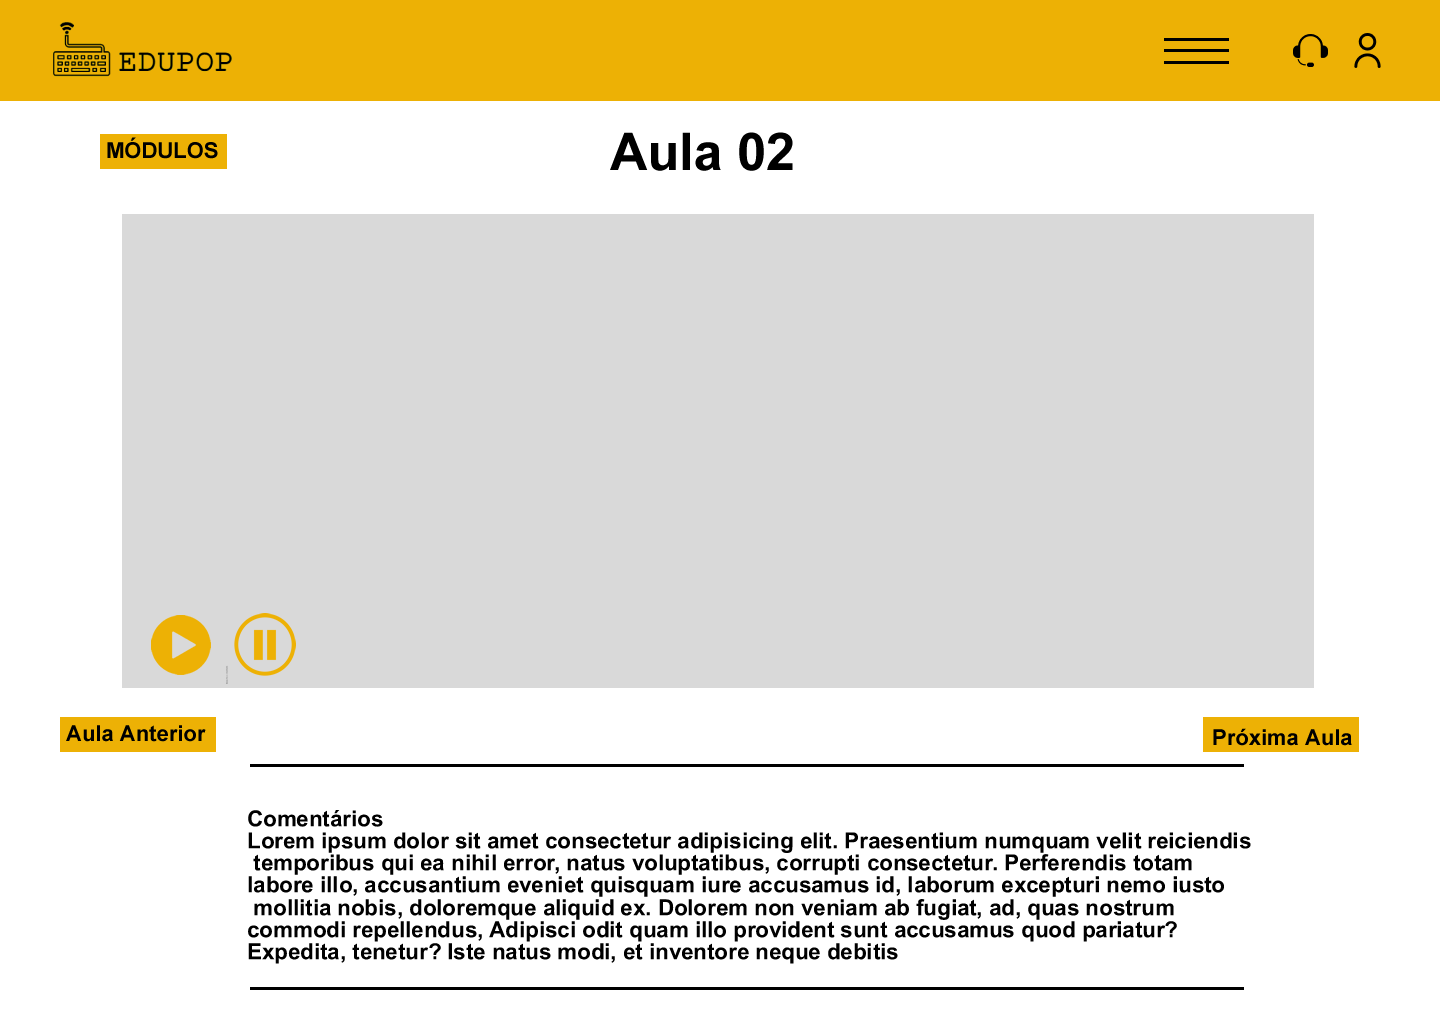 EDUPOP
MÓDULOS
Aula 02
Aula Anterior
Próxima Aula
Comentários
Lorem ipsum dolor sit amet consectetur adipisicing elit. Praesentium numquam velit reiciendis
temporibus qui ea nihil error, natus voluptatibus, corrupti consectetur. Perferendis totam
labore illo, accusantium eveniet quisquam iure accusamus id, laborum excepturi nemo iusto
mollitia nobis, doloremque aliquid ex. Dolorem non veniam ab fugiat, ad, quas nostrum
commodi repellendus, Adipisci odit quam illo provident sunt accusamus quod pariatur?
Expedita, tenetur? Iste natus modi, et inventore neque debitis